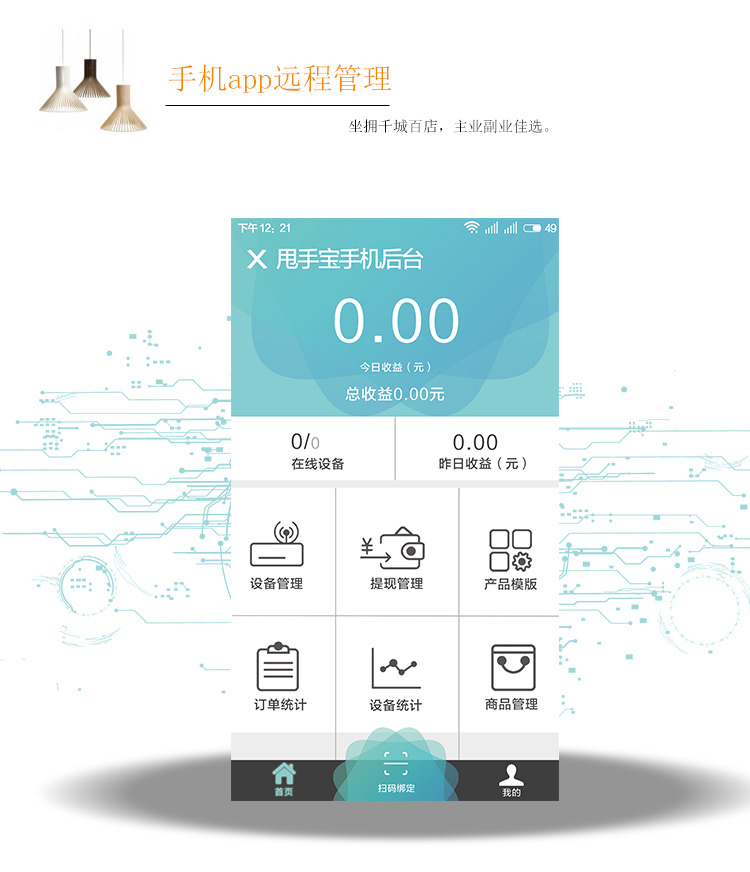 手机app远程管理
坐拥千城百店，主业副业佳选。
下午12：21
49
X 甩手宝手机后台
0.00
今日收益（元）
总收益0.00元
0/0
在线设备
0.00
昨日收益（元）
设备管理
提现管理
产品模版
订单统计
设备统计
商品管理
首页
扫码绑定
我的